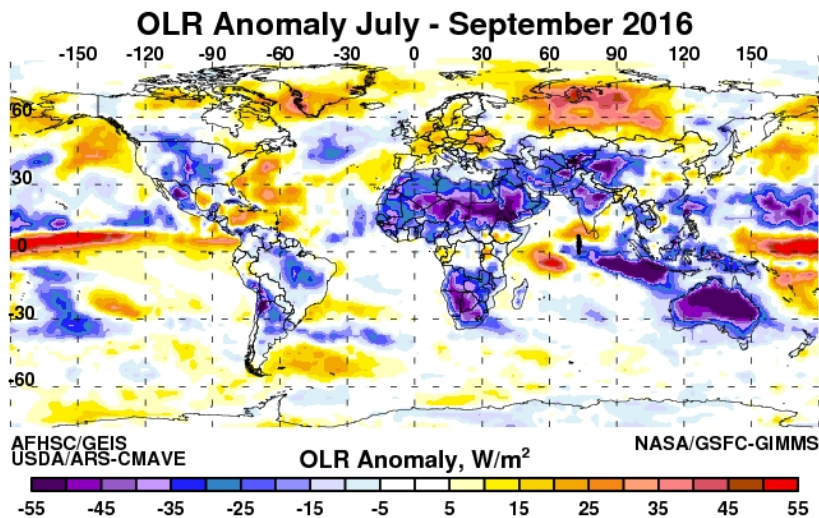 OLR Anomaly July - September 2016
-150 -120 -90 -60 -30 0 30 60 90 120 150
60
30
0
-30
-60
AFHSC/GEIS
USDA/ARS-CMAVE
NASA/GSFC-GIMMS
OLR Anomaly, W/m²
-55 -45 -35 -25 -15 -5 5 15 25 35 45 55